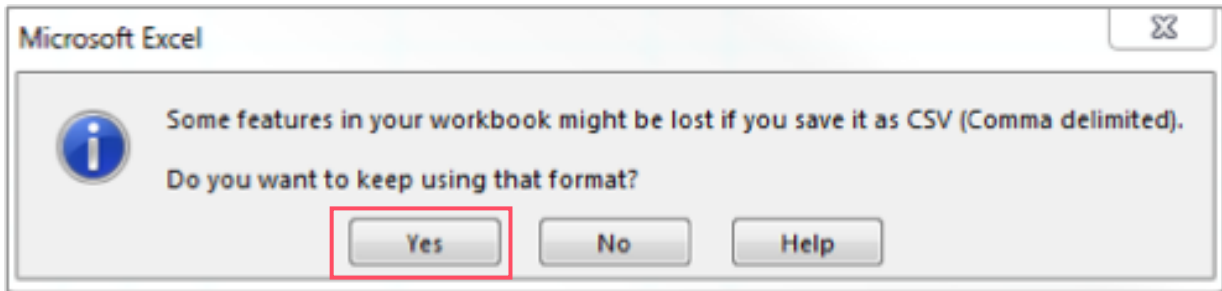 Microsoft Excel
Some features in your workbook might be lost if you save it as CSV (Comma delimited).
Do you want to keep using that format?
Yes No Help